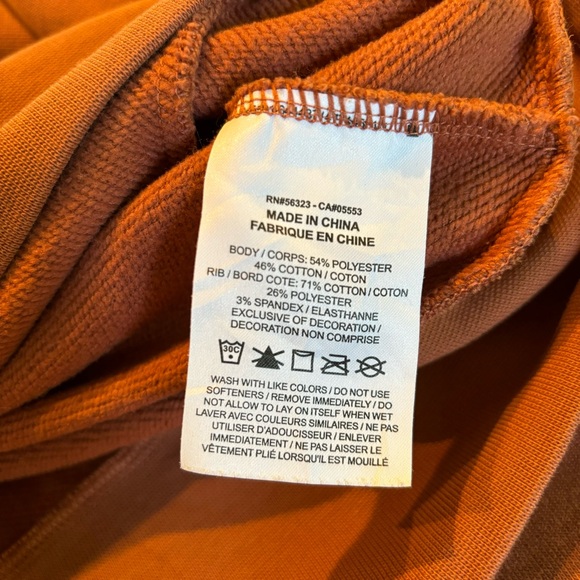 RN#56323 - CA#05553
MADE IN CHINA
FABRIQUE EN CHINE
BODY / CORPS: 54% POLYESTER
46% COTTON / COTON
RIB / BORD COTE: 71% COTTON / COTON
26% POLYESTER
3% SPANDEX / ELASTHANNE
EXCLUSIVE OF DECORATION /
DECORATION NON COMPRISE
30C
WASH WITH LIKE COLORS / DO NOT USE
SOFTENERS / REMOVE IMMEDIATELY / DO
NOT ALLOW TO LAY ON ITSELF WHEN WET
LAVER AVEC COULEURS SIMILAIRES / NE PAS
UTILISER D'ADOUCISSEUR / ENLEVER
IMMEDIATEMENT / NE PAS LAISSER LE
VÊTEMENT PLIÉ LORSQU'IL EST MOUILLÉ